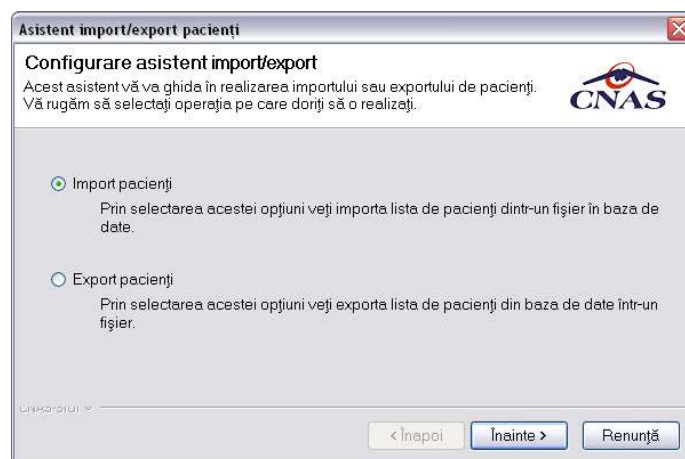 Asistent import/export pacienți
Configurare asistent import/export
Acest asistent vă va ghida în realizarea importului sau exportului de pacienți.
Vă rugăm să selectați operația pe care doriți să o realizați.
CNAS
Import pacienți
Prin selectarea acestei opțiuni veți importa lista de pacienți dintr-un fișier în baza de
date.
Export pacienți
Prin selectarea acestei opțiuni veți exporta lista de pacienți din baza de date într-un
fișier.
< Înapoi
Înainte >
Renunță